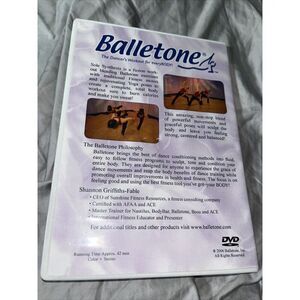 Balletone®
The Dancer's Workout for everyBODY!
Sole Synthesis is a fusion work-
out blending Balletone exercises
with traditional Fitness moves
and rejuvenating Yoga poses to
create a complete, total body
workout sure to burn calories
and make you sweat!
This amazing, non-stop blend
of powerful movements and
graceful poses will sculpt the
body and leave you feeling
strong, centered and balanced!
The Balletone Philosophy
Balletone brings the best of dance conditioning methods into fluid,
easy to follow fitness programs to sculpt, tone and condition your
entire body. They are designed for anyone to experience the grace of
dance movements and reap the body benefits of dance training while
promoting overall improvements to health and fitness. The focus is on
feeling good and using the best fitness tool you've got-your BODY!
Shannon Griffiths-Fable
• CEO of Sunshine Fitness Resources, a fitness consulting company
• Certified with AFAA and ACE
• Master Trainer for Nautilus, BodyBar, Balletone, Bosu and ACE
• International Fitness Educator and Presenter
For additional titles and other products visit www.balletone.com
Running Time Approx. 42 min
Color • Stereo
DVD
© 2006 Balletone, Inc.
All Rights Reserved.